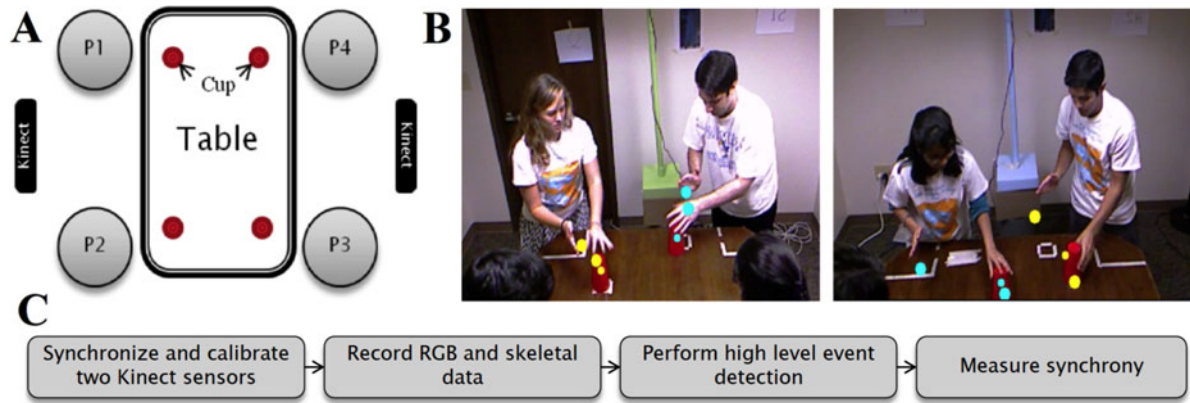 A
P1
P4
Cup
Table
Kinect
Kinect
P2
P3
B
C
Synchronize and calibrate
two Kinect sensors
Record RGB and skeletal
data
Perform high level event
detection
Measure synchrony